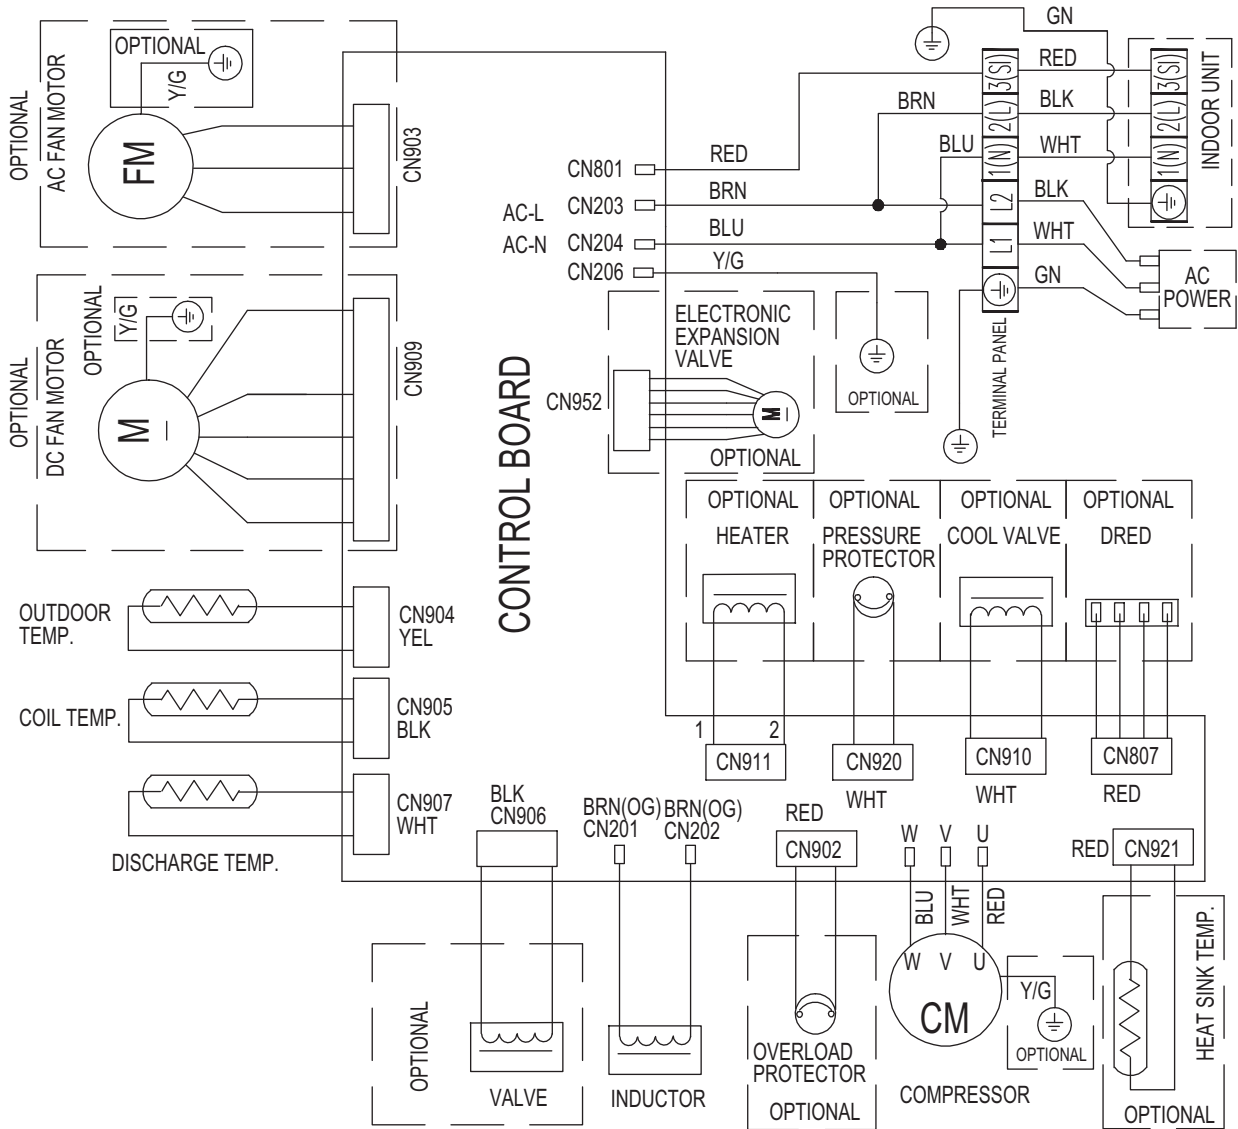 OPTIONAL
AC FAN MOTOR
OPTIONAL
Y/G
FM
CN903
OPTIONAL
DC FAN MOTOR
OPTIONAL
Y/G
M
CN909
OUTDOOR
TEMP.
CN904
YEL
COIL TEMP.
CN905
BLK
CN907
WHT
DISCHARGE TEMP.
CONTROL BOARD
CN801
AC-L
CN203
AC-N
CN204
CN206
RED
BRN
BLU
Y/G
BRN
BLU
GN
3(SI)
2(L)
1(N)
L2
L1
TERMINAL PANEL
RED
BLK
WHT
BLK
WHT
GN
3(SI)
2(L)
1(N)
INDOOR UNIT
AC
POWER
ELECTRONIC
EXPANSION
VALVE
CN952
M
OPTIONAL
OPTIONAL
OPTIONAL
HEATER
OPTIONAL
PRESSURE
PROTECTOR
OPTIONAL
COOL VALVE
OPTIONAL
DRED
1
2
CN911
CN920
WHT
CN910
WHT
CN807
RED
BLK
CN906
BRN(OG)
CN201
BRN(OG)
CN202
RED
CN902
W
V
U
RED
CN921
BLU
WHT
RED
W
V
U
CM
Y/G
OPTIONAL
COMPRESSOR
OPTIONAL
VALVE
INDUCTOR
OVERLOAD
PROTECTOR
OPTIONAL
HEAT SINK TEMP.
OPTIONAL